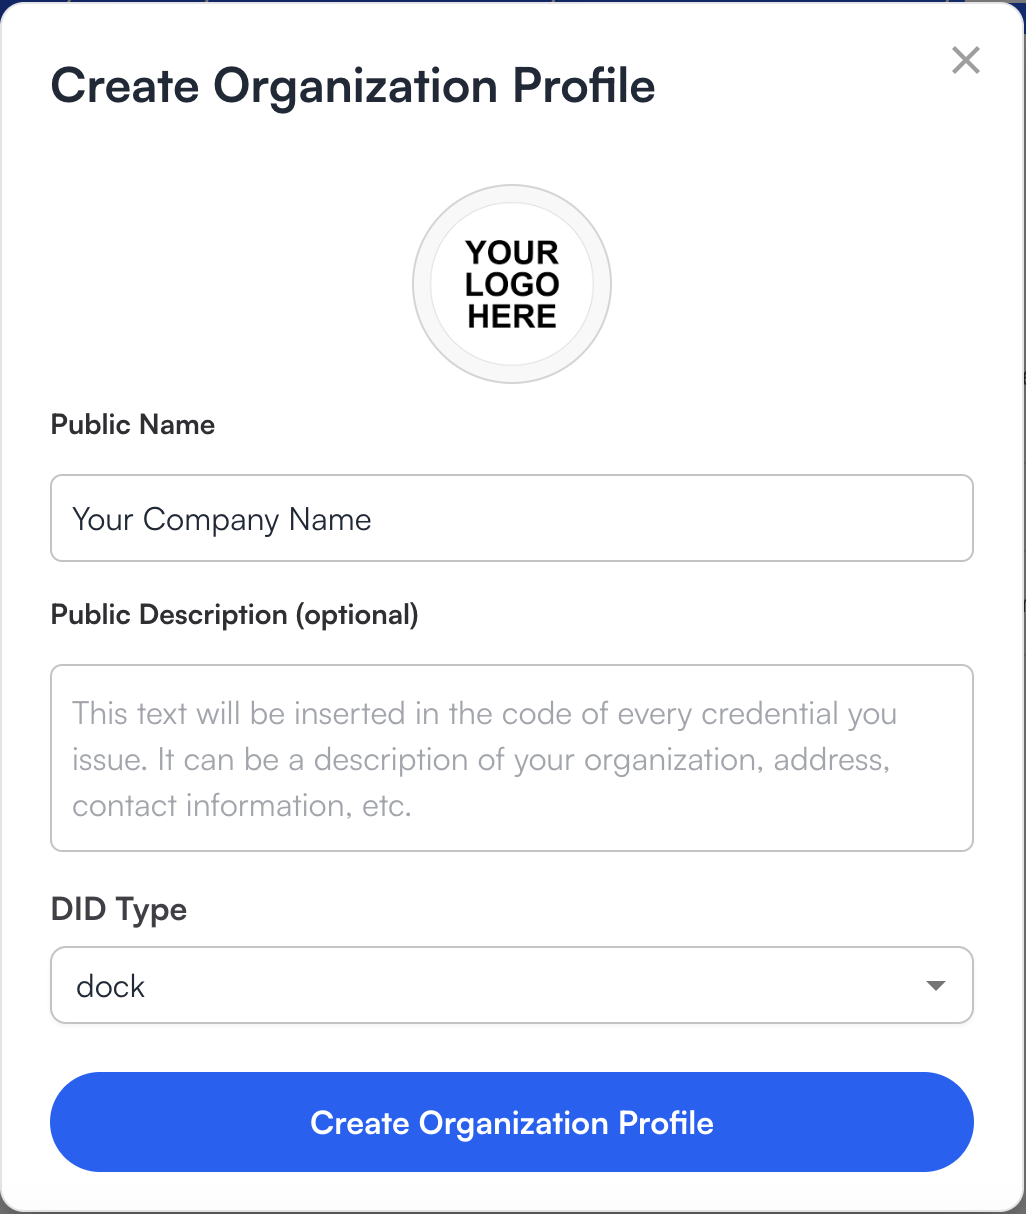 Create Organization Profile
YOUR
LOGO
HERE
Public Name
Your Company Name
Public Description (optional)
This text will be inserted in the code of every credential you
issue. It can be a description of your organization, address,
contact information, etc.
DID Type
dock
Create Organization Profile